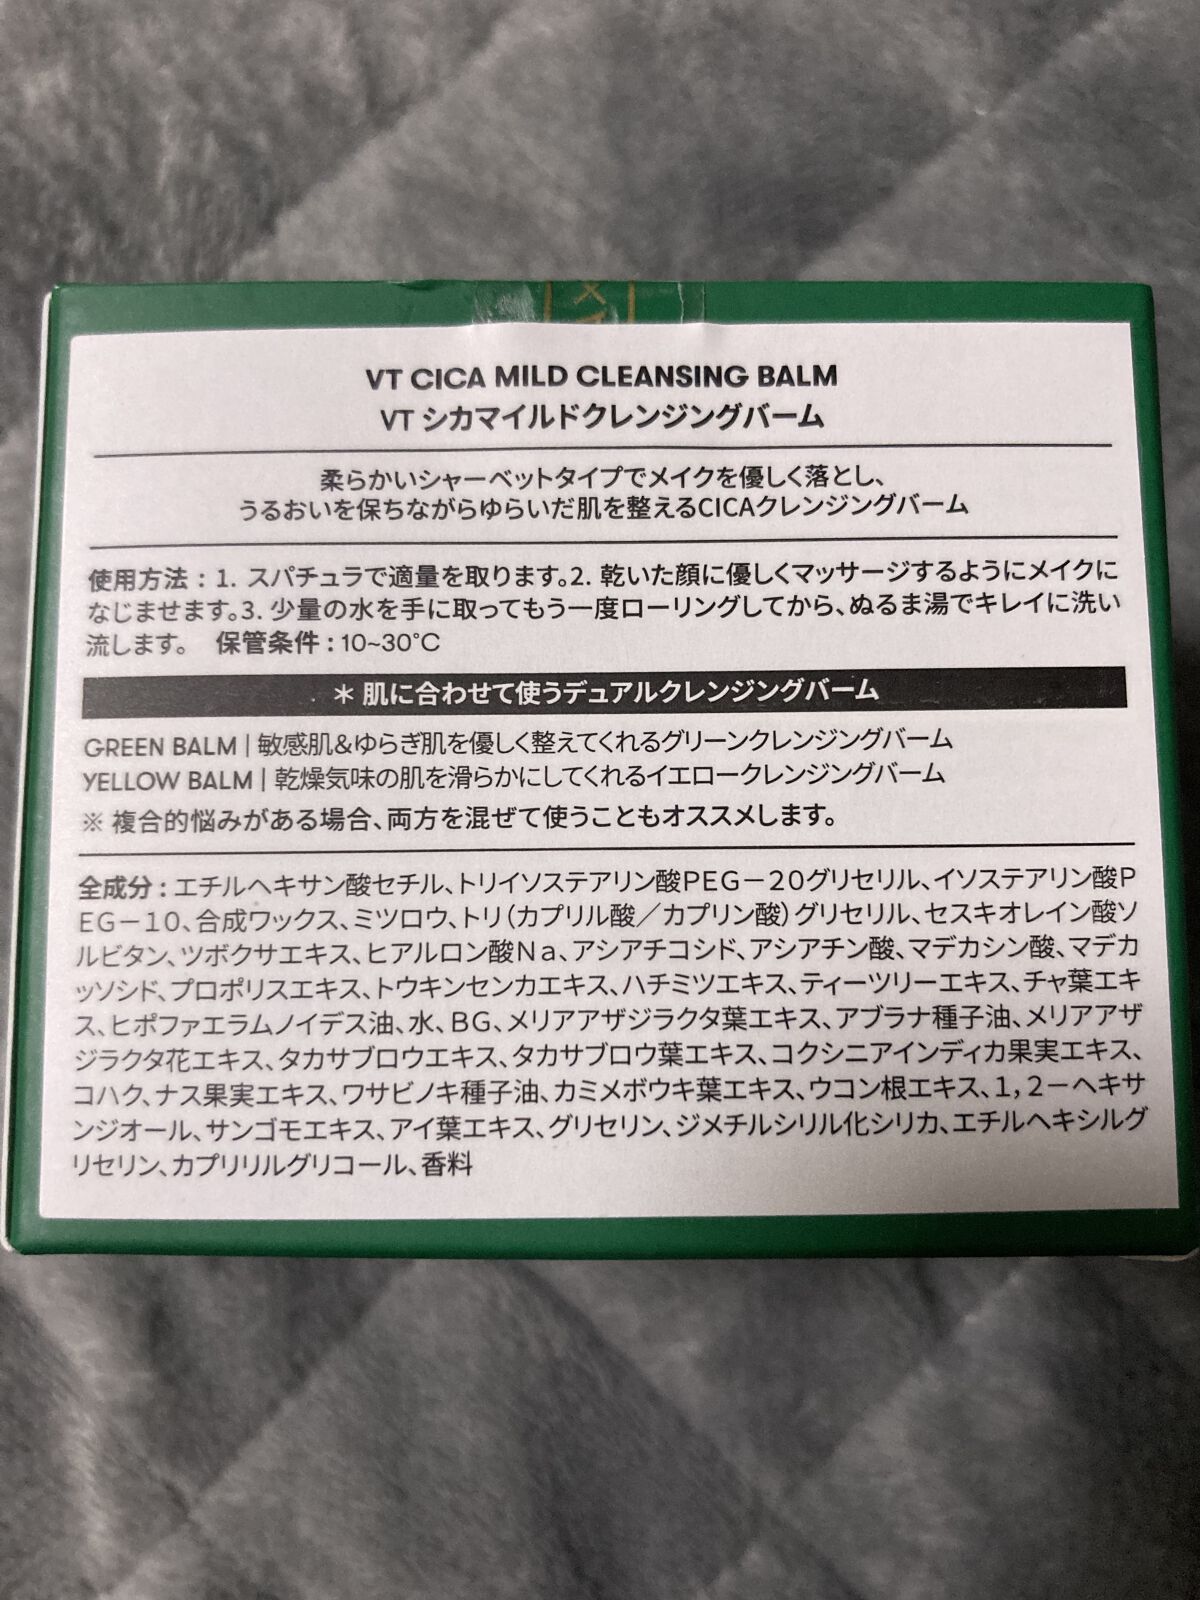 VT CICA MILD CLEANSING BALM
VT シカマイルドクレンジングバーム
柔らかいシャーベットタイプでメイクを優しく落とし、
うるおいを保ちながらゆらいだ肌を整えるCICAクレンジングバーム
使用方法 : 1. スパチュラで適量を取ります。2. 乾いた顔に優しくマッサージするようにメイクに
なじませます。3. 少量の水を手に取ってもう一度ローリングしてから、ぬるま湯でキレイに洗い
流します。 保管条件 : 10~30°C
＊ 肌に合わせて使うデュアルクレンジングバーム
GREEN BALM | 敏感肌&ゆらぎ肌を優しく整えてくれるグリーンクレンジングバーム
YELLOW BALM | 乾燥気味の肌を滑らかにしてくれるイエロークレンジングバーム
※ 複合的悩みがある場合、両方を混ぜて使うこともオススメします。
全成分 : エチルヘキサン酸セチル、トリイソステアリン酸PEG－20グリセリル、イソステアリン酸P
EG－10、合成ワックス、ミツロウ、トリ（カプリル酸／カプリン酸）グリセリル、セスキオレイン酸ソ
ルビタン、ツボクサエキス、ヒアルロン酸Na、アシアチコシド、アシアチン酸、マデカシン酸、マデカ
ッソシド、プロポリスエキス、トウキンセンカエキス、ハチミツエキス、ティーツリーエキス、チャ葉エキ
ス、ヒポファエラムノイデス油、水、BG、メリアアザジラクタ葉エキス、アブラナ種子油、メリアアザ
ジラクタ花エキス、タカサブロウエキス、タカサブロウ葉エキス、コクシニアインディカ果実エキス、
コハク、ナス果実エキス、ワサビノキ種子油、カミメボウキ葉エキス、ウコン根エキス、1，2－ヘキサ
ンジオール、サンゴモエキス、アイ葉エキス、グリセリン、ジメチルシリル化シリカ、エチルヘキシルグ
リセリン、カプリリルグリコール、香料